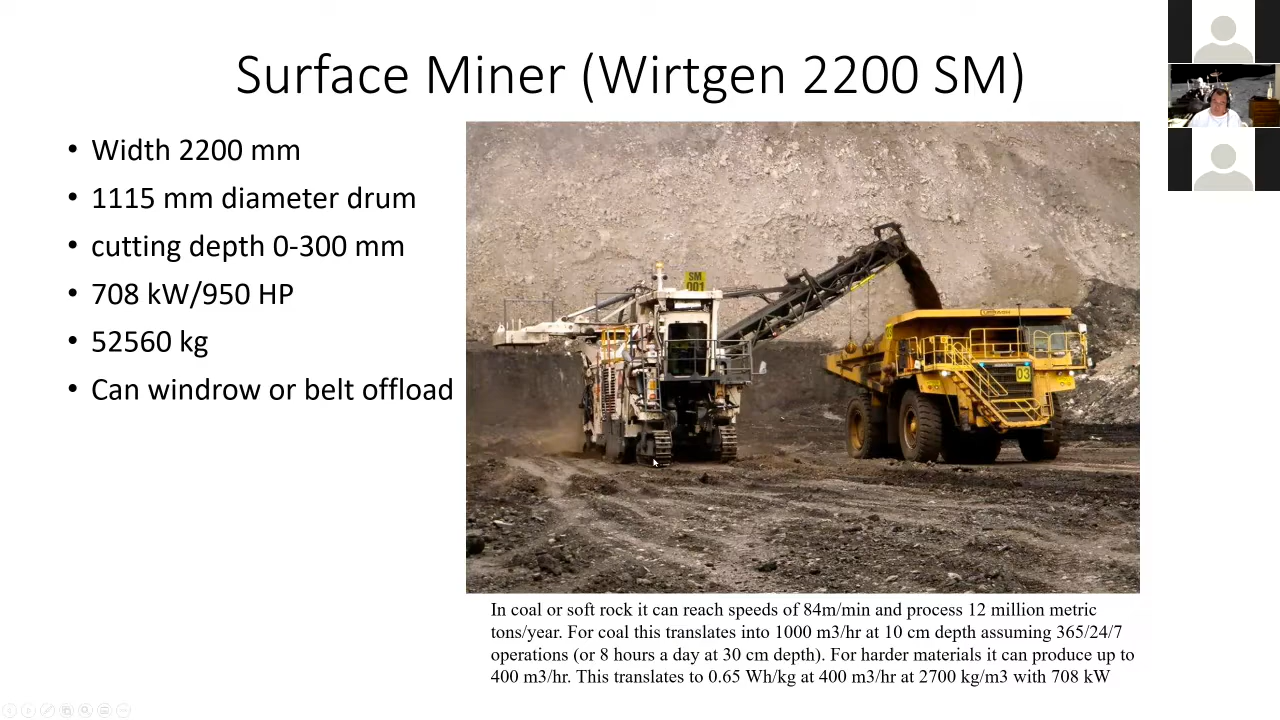 Surface Miner (Wirtgen 2200 SM)
• Width 2200 mm
• 1115 mm diameter drum
• cutting depth 0-300 mm
• 708 kW/950 HP
• 52560 kg
• Can windrow or belt offload
SM
001
03
In coal or soft rock it can reach speeds of 84m/min and process 12 million metric
tons/year. For coal this translates into 1000 m3/hr at 10 cm depth assuming 365/24/7
operations (or 8 hours a day at 30 cm depth). For harder materials it can produce up to
400 m3/hr. This translates to 0.65 Wh/kg at 400 m3/hr at 2700 kg/m3 with 708 kW